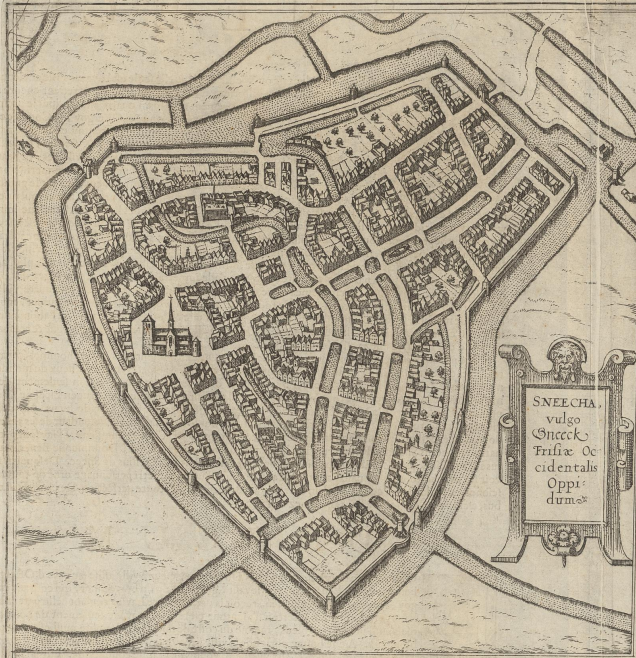 SNEECHA,
vulgo
Sneeck
Frisiæ Oc
cidentalis
Oppi:
dum